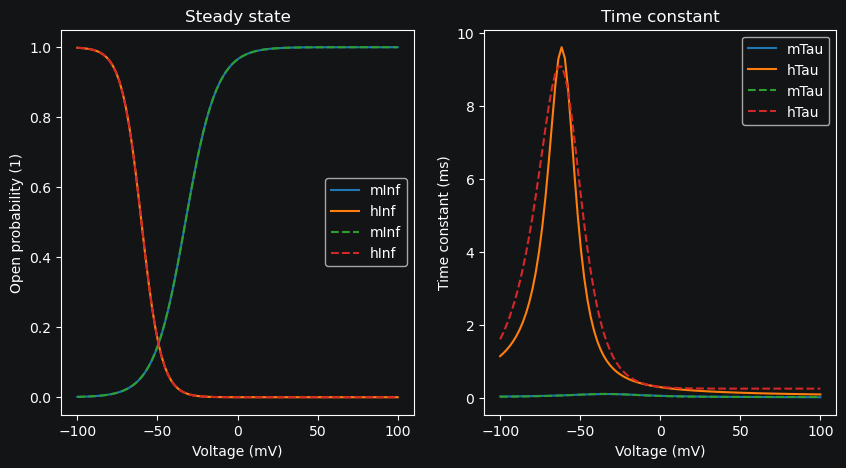 Steady state
Open probability (1)
1.0
0.8
0.6
0.4
0.2
0.0
mInf
hInf
mInf
hInf
−100
−50
0
50
100
Voltage (mV)
Time constant
Time constant (ms)
10
8
6
4
2
0
mTau
hTau
mTau
hTau
−100
−50
0
50
100
Voltage (mV)